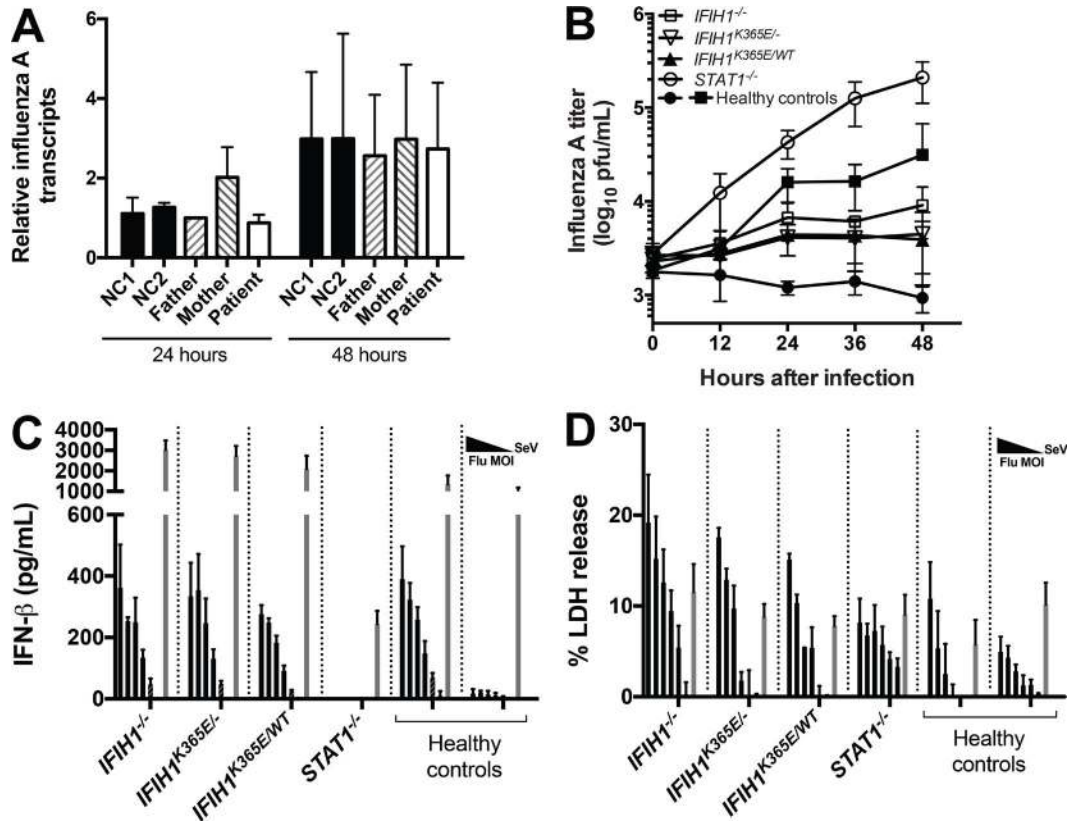 A
Relative influenza A
transcripts
6
4
2
0
NC1
NC2
Father
Mother
Patient
NC1
NC2
Father
Mother
Patient
24 hours
48 hours
B
IFIH1-/-
IFIH1K365E/-
IFIH1K365E/WT
STAT1-/-
Healthy controls
Influenza A titer
(log10 pfu/mL)
5
4
3
0
12
24
36
48
Hours after infection
C
IFN-β (pg/mL)
4000
3000
2000
1000
600
400
200
0
SeV
Flu MOI
IFIH1-/-
IFIH1K365E/-
IFIH1K365E/WT
STAT1-/-
Healthy
controls
D
% LDH release
30
20
10
0
SeV
Flu MOI
IFIH1-/-
IFIH1K365E/-
IFIH1K365E/WT
STAT1-/-
Healthy
controls